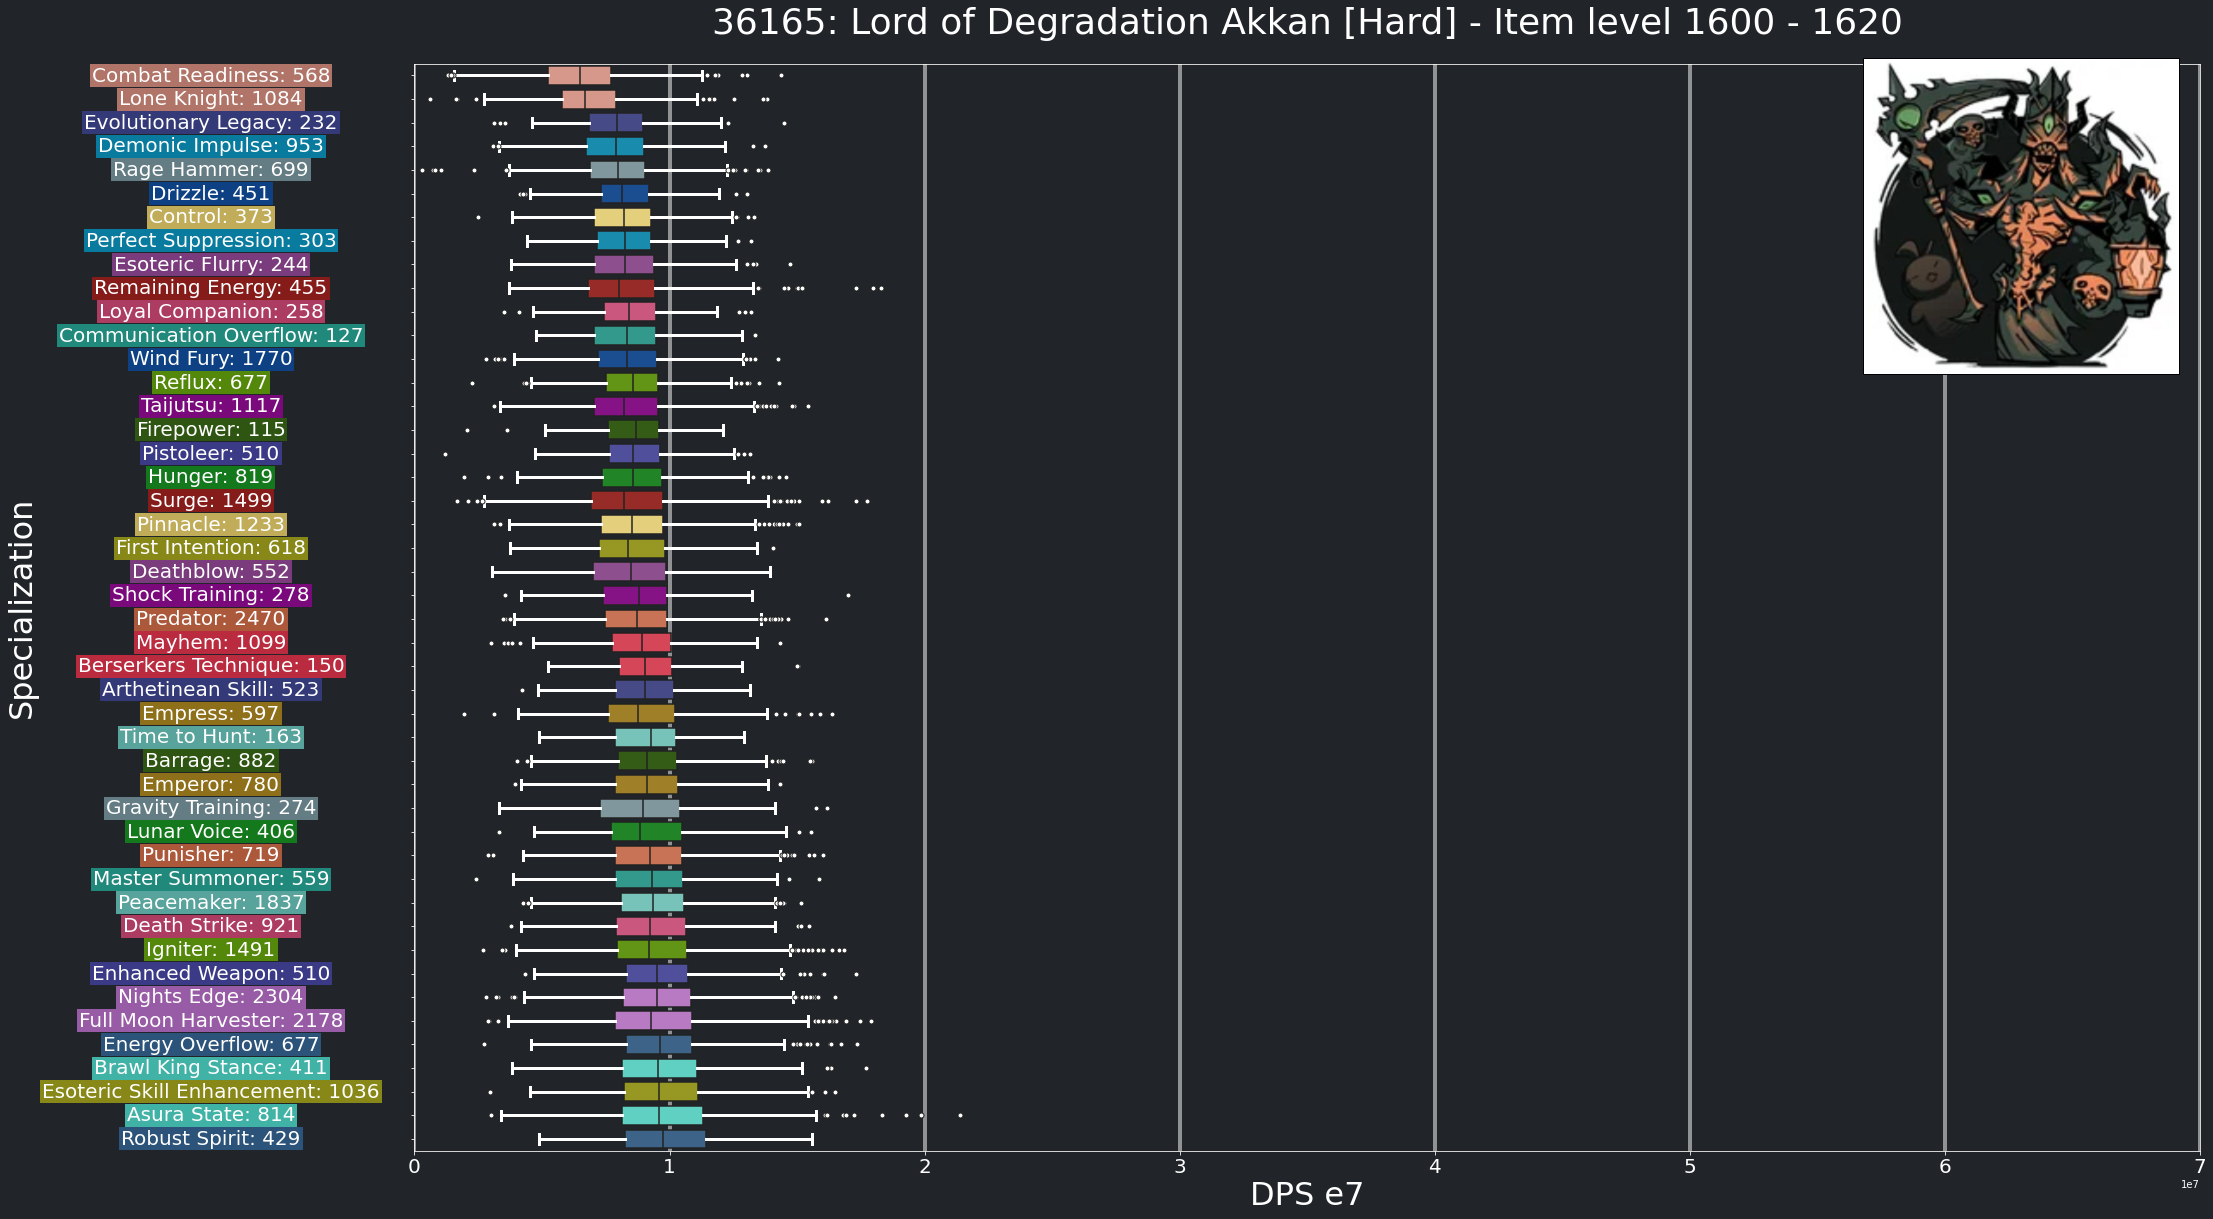 36165: Lord of Degradation Akkan [Hard] - Item level 1600 - 1620
Specialization
Combat Readiness: 568
Lone Knight: 1084
Evolutionary Legacy: 232
Demonic Impulse: 953
Rage Hammer: 699
Drizzle: 451
Control: 373
Perfect Suppression: 303
Esoteric Flurry: 244
Remaining Energy: 455
Loyal Companion: 258
Communication Overflow: 127
Wind Fury: 1770
Reflux: 677
Taijutsu: 1117
Firepower: 115
Pistoleer: 510
Hunger: 819
Surge: 1499
Pinnacle: 1233
First Intention: 618
Deathblow: 552
Shock Training: 278
Predator: 2470
Mayhem: 1099
Berserkers Technique: 150
Arthetinean Skill: 523
Empress: 597
Time to Hunt: 163
Barrage: 882
Emperor: 780
Gravity Training: 274
Lunar Voice: 406
Punisher: 719
Master Summoner: 559
Peacemaker: 1837
Death Strike: 921
Igniter: 1491
Enhanced Weapon: 510
Nights Edge: 2304
Full Moon Harvester: 2178
Energy Overflow: 677
Brawl King Stance: 411
Esoteric Skill Enhancement: 1036
Asura State: 814
Robust Spirit: 429
0 1 2 3 4 5 6 7
1e7
DPS e7